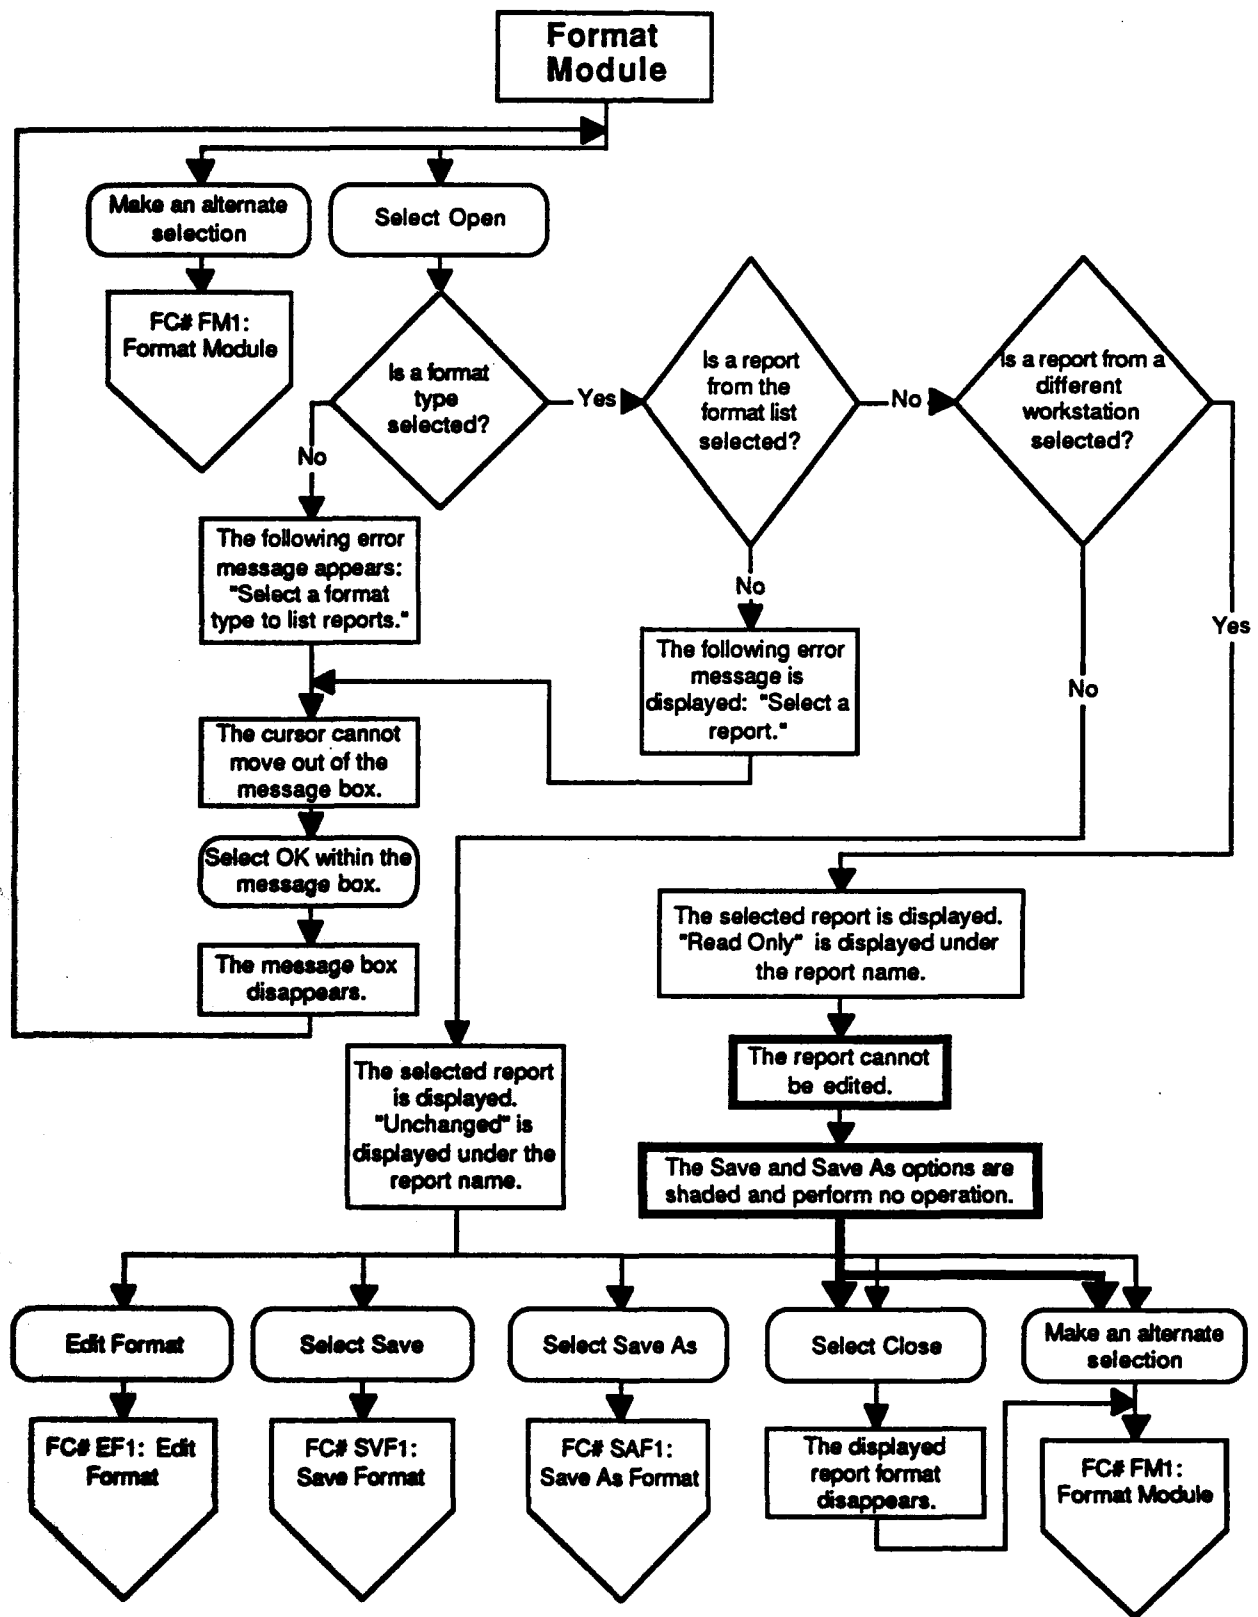 Format
Module
Make an alternate
selection
Select Open
FC# FM1:
Format Module
Is a format
type
selected?
Yes
Is a report
from the
format list
selected?
No
Is a report from a
different
workstation
selected?
No
The following error
message appears:
"Select a format
type to list reports."
No
The following error
message is
displayed: "Select a
report."
No
Yes
The cursor cannot
move out of the
message box.
Select OK within the
message box.
The message box
disappears.
The selected report is displayed.
"Read Only" is displayed under
the report name.
The report cannot
be edited.
The selected report
is displayed.
"Unchanged" is
displayed under the
report name.
The Save and Save As options are
shaded and perform no operation.
Edit Format
Select Save
Select Save As
Select Close
Make an alternate
selection
FC# EF1: Edit
Format
FC# SVF1:
Save Format
FC# SAF1:
Save As Format
The displayed
report format
disappears.
FC# FM1:
Format Module